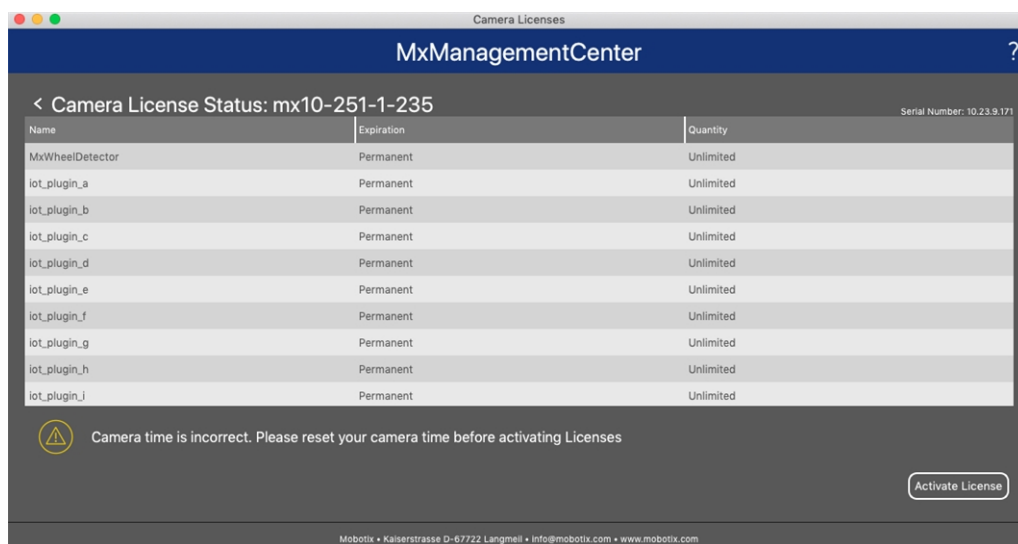 Camera Licenses
MxManagementCenter
?
< Camera License Status: mx10-251-1-235
Serial Number: 10.23.9.171
Name Expiration Quantity
MxWheelDetector Permanent Unlimited
iot_plugin_a Permanent Unlimited
iot_plugin_b Permanent Unlimited
iot_plugin_c Permanent Unlimited
iot_plugin_d Permanent Unlimited
iot_plugin_e Permanent Unlimited
iot_plugin_f Permanent Unlimited
iot_plugin_g Permanent Unlimited
iot_plugin_h Permanent Unlimited
iot_plugin_i Permanent Unlimited
Camera time is incorrect. Please reset your camera time before activating Licenses
Activate License
Mobotix • Kaiserstrasse D-67722 Langmeil • info@mobotix.com • www.mobotix.com